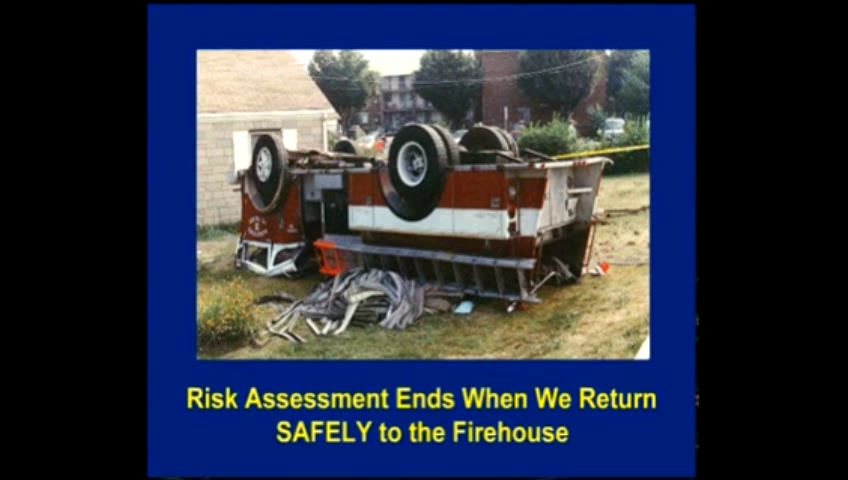 Risk Assessment Ends When We Return
SAFELY to the Firehouse